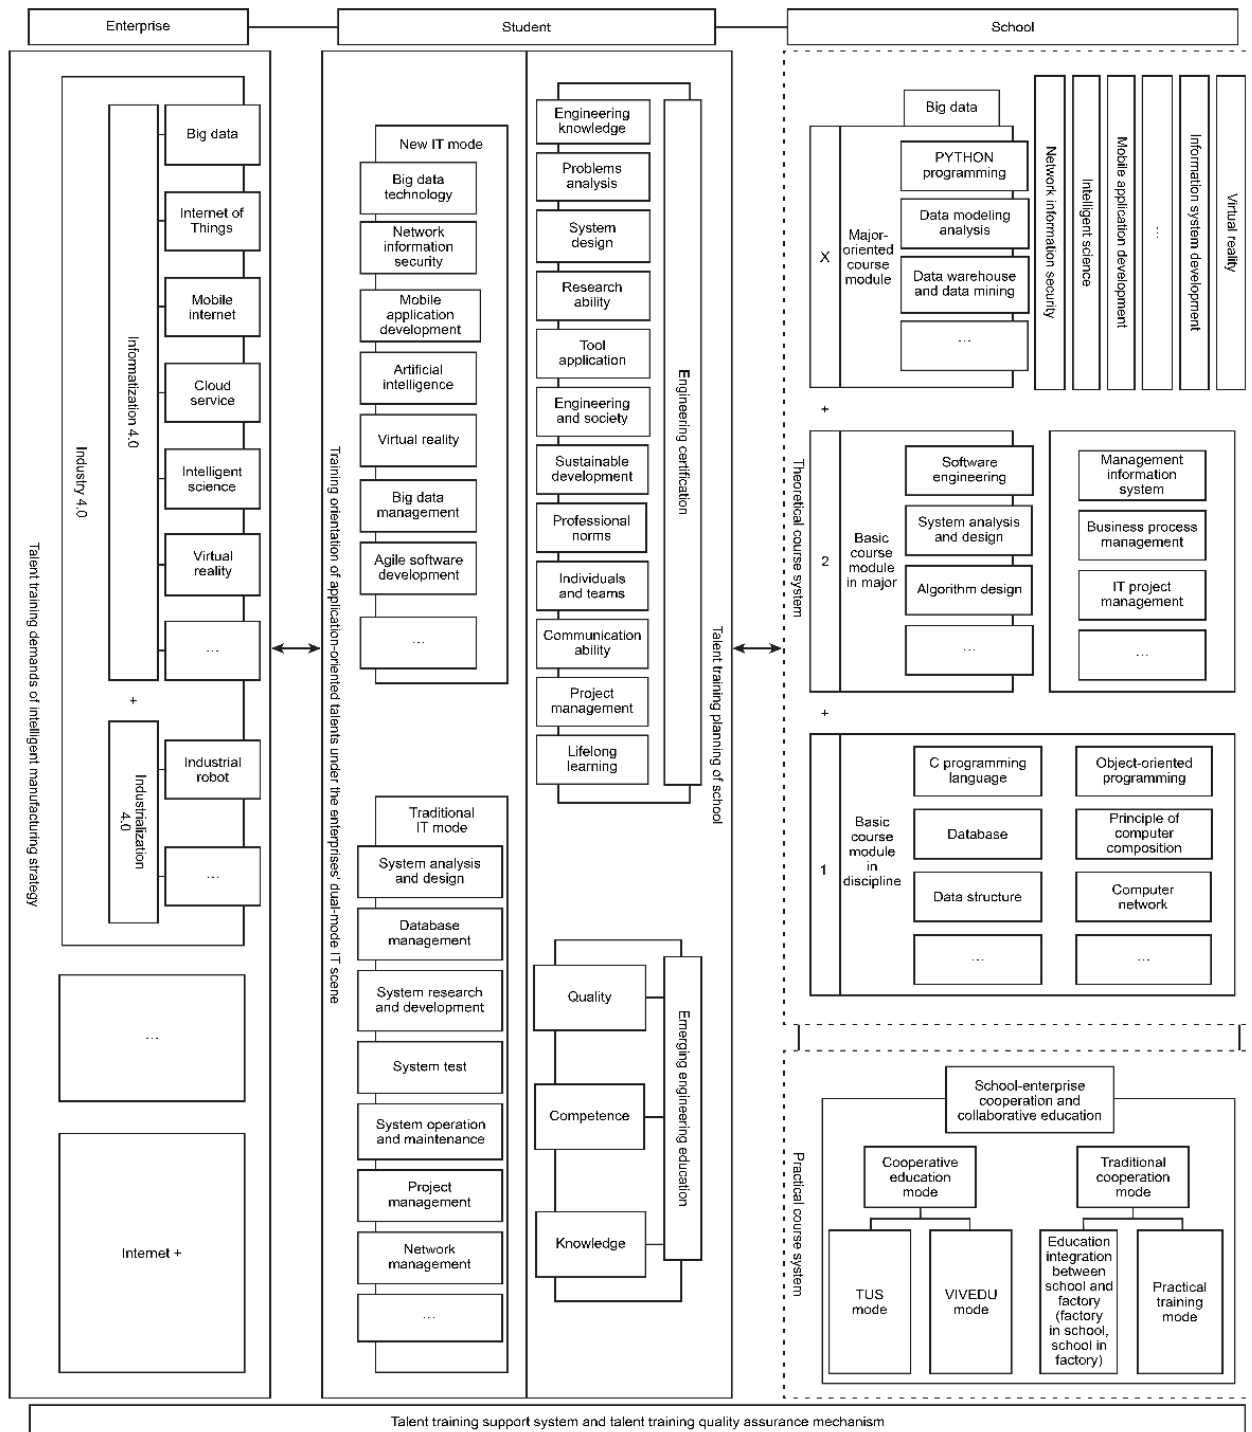 Enterprise
Student
School
Talent training demands of intelligent manufacturing strategy
Industry 4.0
Informatization 4.0
Big data
Internet of
Things
Mobile
internet
Cloud
service
Intelligent
science
Virtual
reality
...
+
Industrialization
4.0
Industrial
robot
...
...
Internet +
Training orientation of application-oriented talents under the enterprises' dual-mode IT scene
New IT mode
Big data
technology
Network
information
security
Mobile
application
development
Artificial
intelligence
Virtual reality
Big data
management
Agile software
development
...
Traditional
IT mode
System analysis
and design
Database
management
System research
and development
System test
System operation
and maintenance
Project
management
Network
management
...
Talent training planning of school
Engineering
knowledge
Problems
analysis
System
design
Research
ability
Tool
application
Engineering
and society
Sustainable
development
Professional
norms
Individuals
and teams
Communication
ability
Project
management
Lifelong
learning
Engineering certification
Quality
Competence
Knowledge
Emerging engineering education
Theoretical course system
X
Major-
oriented
course
module
Big data
PYTHON
programming
Data modeling
analysis
Data warehouse
and data mining
...
Network information security
Intelligent science
Mobile application development
...
Information system development
Virtual reality
+
2
Basic
course
module
in major
Software
engineering
System analysis
and design
Algorithm design
...
Management
information
system
Business process
management
IT project
management
...
+
1
Basic
course
module
in
discipline
C programming
language
Database
Data structure
...
Object-oriented
programming
Principle of
computer
composition
Computer
network
...
Practical course system
School-enterprise
cooperation and
collaborative education
Cooperative
education
mode
Traditional
cooperation
mode
TUS
mode
VIVEDU
mode
Education
integration
between
school and
factory
(factory
in school,
school in
factory)
Practical
training
mode
Talent training support system and talent training quality assurance mechanism